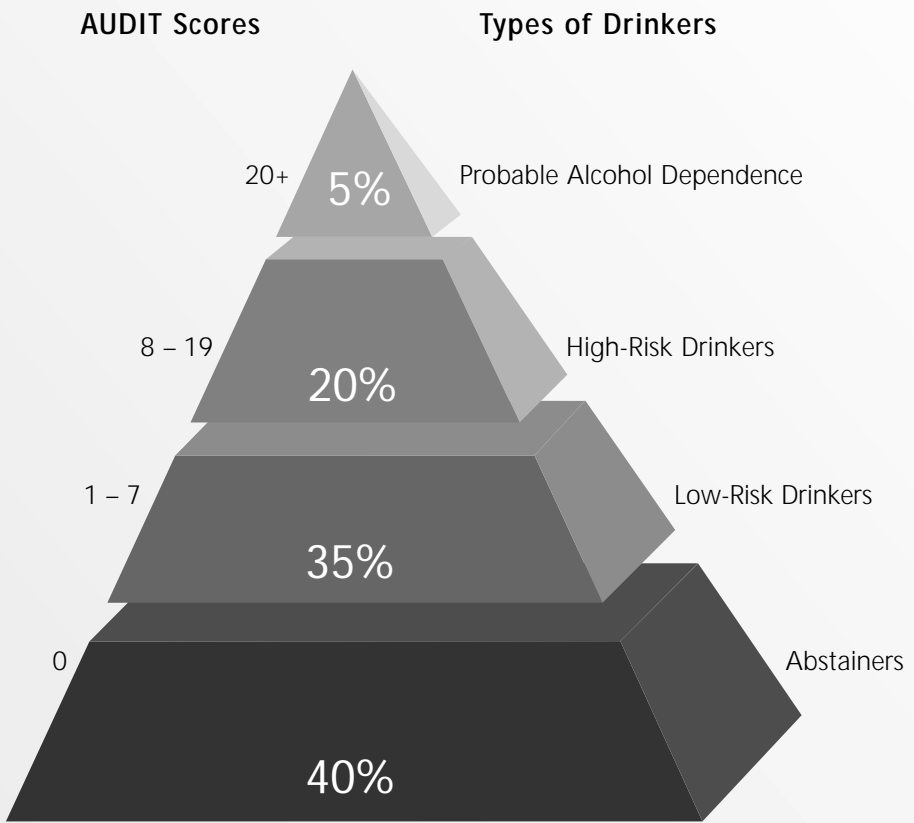 AUDIT Scores Types of Drinkers
20+ 5% Probable Alcohol Dependence
8 – 19 High-Risk Drinkers
20%
1 – 7 Low-Risk Drinkers
35%
0 Abstainers
40%